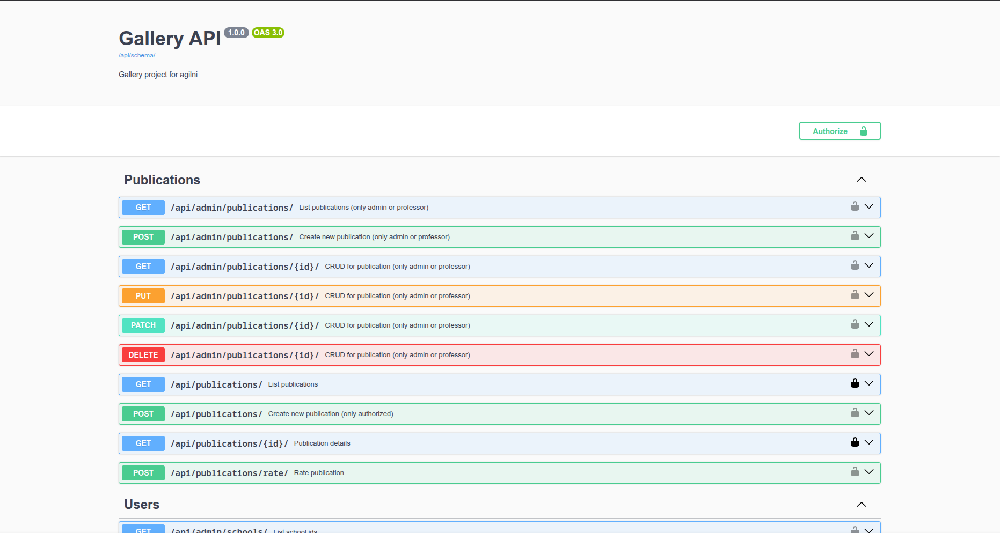 Gallery API 1.0.0 OAS 3.0
/api/schema/
Gallery project for agilni
Authorize
Publications
GET /api/admin/publications/ List publications (only admin or professor)
POST /api/admin/publications/ Create new publication (only admin or professor)
GET /api/admin/publications/{id}/ CRUD for publication (only admin or professor)
PUT /api/admin/publications/{id}/ CRUD for publication (only admin or professor)
PATCH /api/admin/publications/{id}/ CRUD for publication (only admin or professor)
DELETE /api/admin/publications/{id}/ CRUD for publication (only admin or professor)
GET /api/publications/ List publications
POST /api/publications/ Create new publication (only authorized)
GET /api/publications/{id}/ Publication details
POST /api/publications/rate/ Rate publication
Users
GET /api/admin/schools/ List school ids